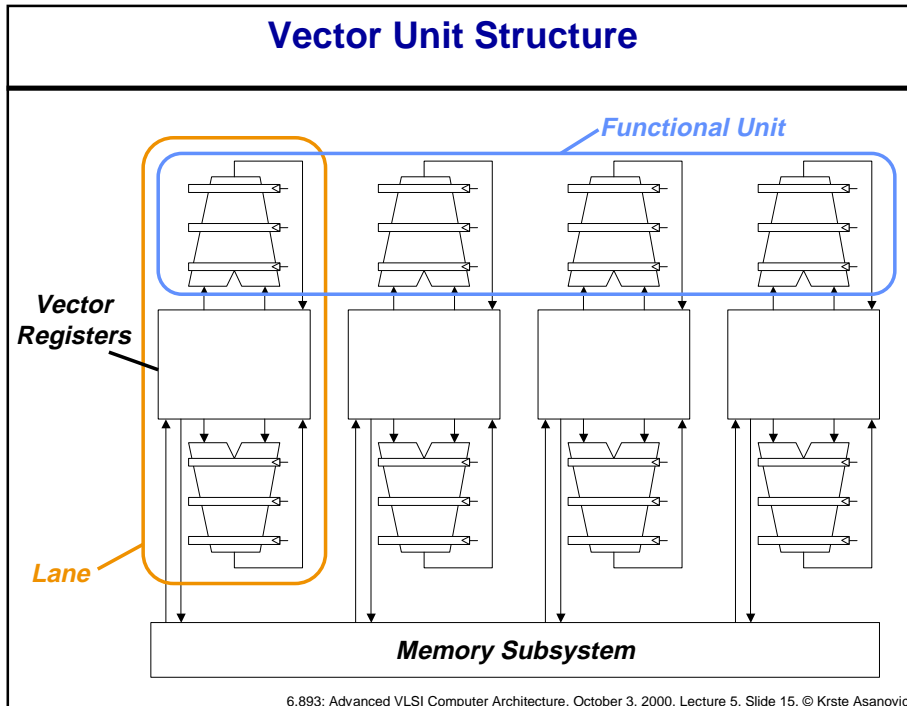 Vector Unit Structure
Functional Unit
Vector
Registers
Lane
Memory Subsystem
6.893: Advanced VLSI Computer Architecture, October 3, 2000, Lecture 5, Slide 15. © Krste Asanovic